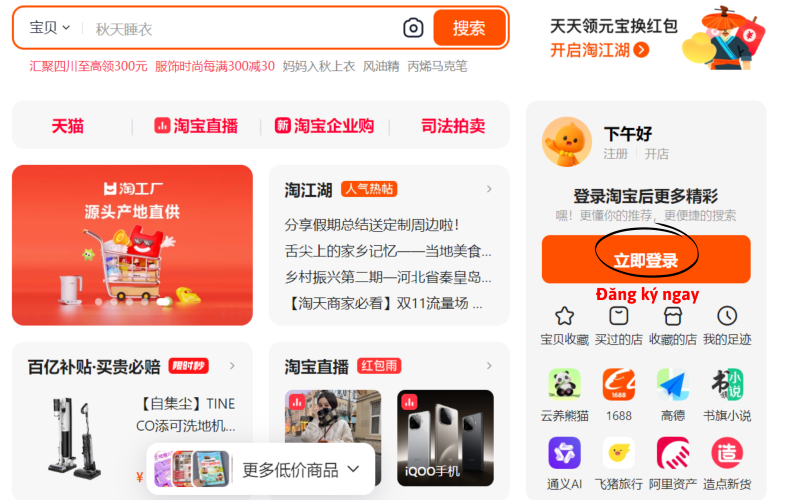 宝贝 秋天睡衣 搜索
汇聚四川至高领300元 服饰时尚每满300减30 妈妈入秋上衣 风油精 丙烯马克笔
天天领元宝换红包
开启淘江湖
天猫 淘宝直播 新 淘宝企业购 司法拍卖
淘工厂
源头产地直供
淘江湖 人气热帖
分享假期总结送定制周边啦！
舌尖上的家乡记忆——当地美食...
乡村振兴第二期—河北省秦皇岛...
【淘天商家必看】双11流量场 ...
下午好
注册 开店
登录淘宝后更多精彩
嘿！更懂你的推荐，更便捷的搜索
立即登录
Đăng ký ngay
宝贝收藏 买过的店 收藏的店 我的足迹
百亿补贴·买贵必赔 限时秒
【自集尘】TINE
CO添可洗地机...
¥
淘宝直播 红包雨
iQOO手机
更多低价商品
1688
书旗 小说
云养熊猫 1688 高德 书旗小说
造
通义AI 飞猪旅行 阿里资产 造点新货